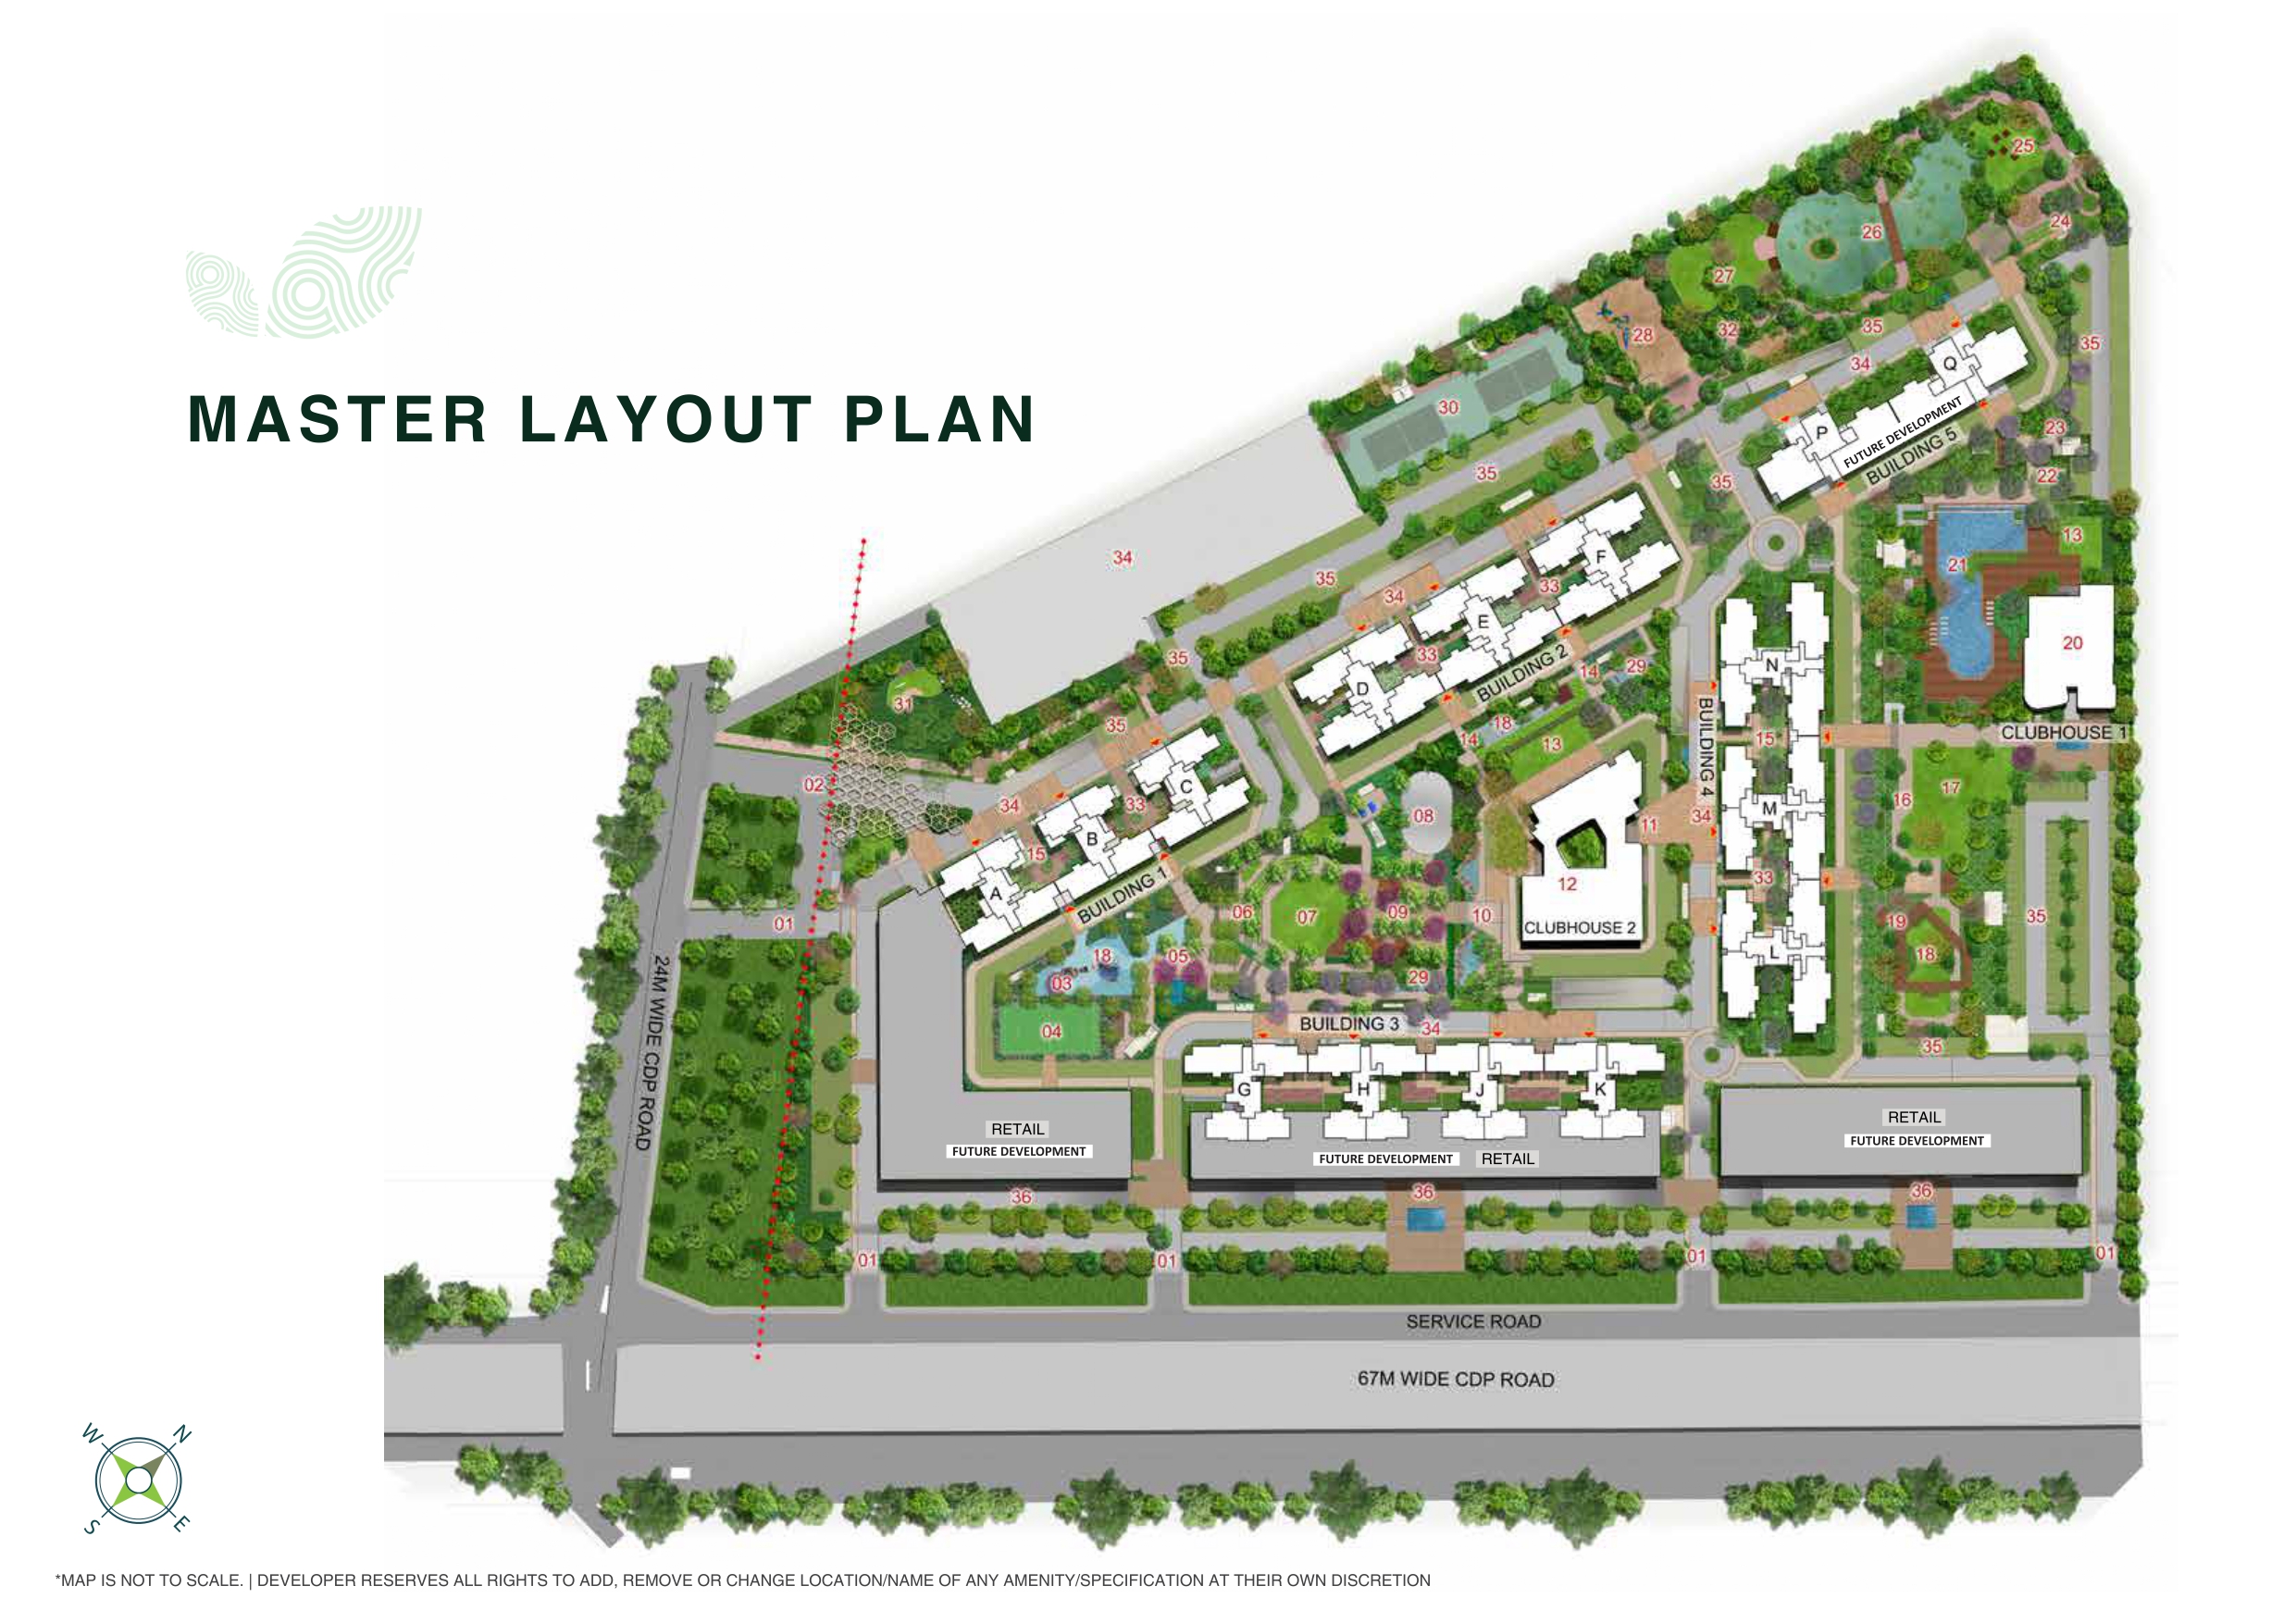 MASTER LAYOUT PLAN
25
24
26
27
28
32
35
35
34
Q
P
FUTURE DEVELOPMENT
BUILDING 5
30
35
35
23
22
34
35
34
F
33
E
33
D
BUILDING 2
14
29
18
14
13
13
21
20
CLUBHOUSE 1
N
BUILDING 4
15
M
34
33
L
16
17
19
18
35
35
31
35
35
02
34
C
33
B
15
A
BUILDING 1
01
08
11
12
CLUBHOUSE 2
06
07
09
10
18
05
03
29
04
BUILDING 3
34
G
H
J
K
24M WIDE CDP ROAD
RETAIL
FUTURE DEVELOPMENT
FUTURE DEVELOPMENT RETAIL
RETAIL
FUTURE DEVELOPMENT
36
36
36
01
01
01
01
SERVICE ROAD
67M WIDE CDP ROAD
W
N
S
E
*MAP IS NOT TO SCALE. | DEVELOPER RESERVES ALL RIGHTS TO ADD, REMOVE OR CHANGE LOCATION/NAME OF ANY AMENITY/SPECIFICATION AT THEIR OWN DISCRETION